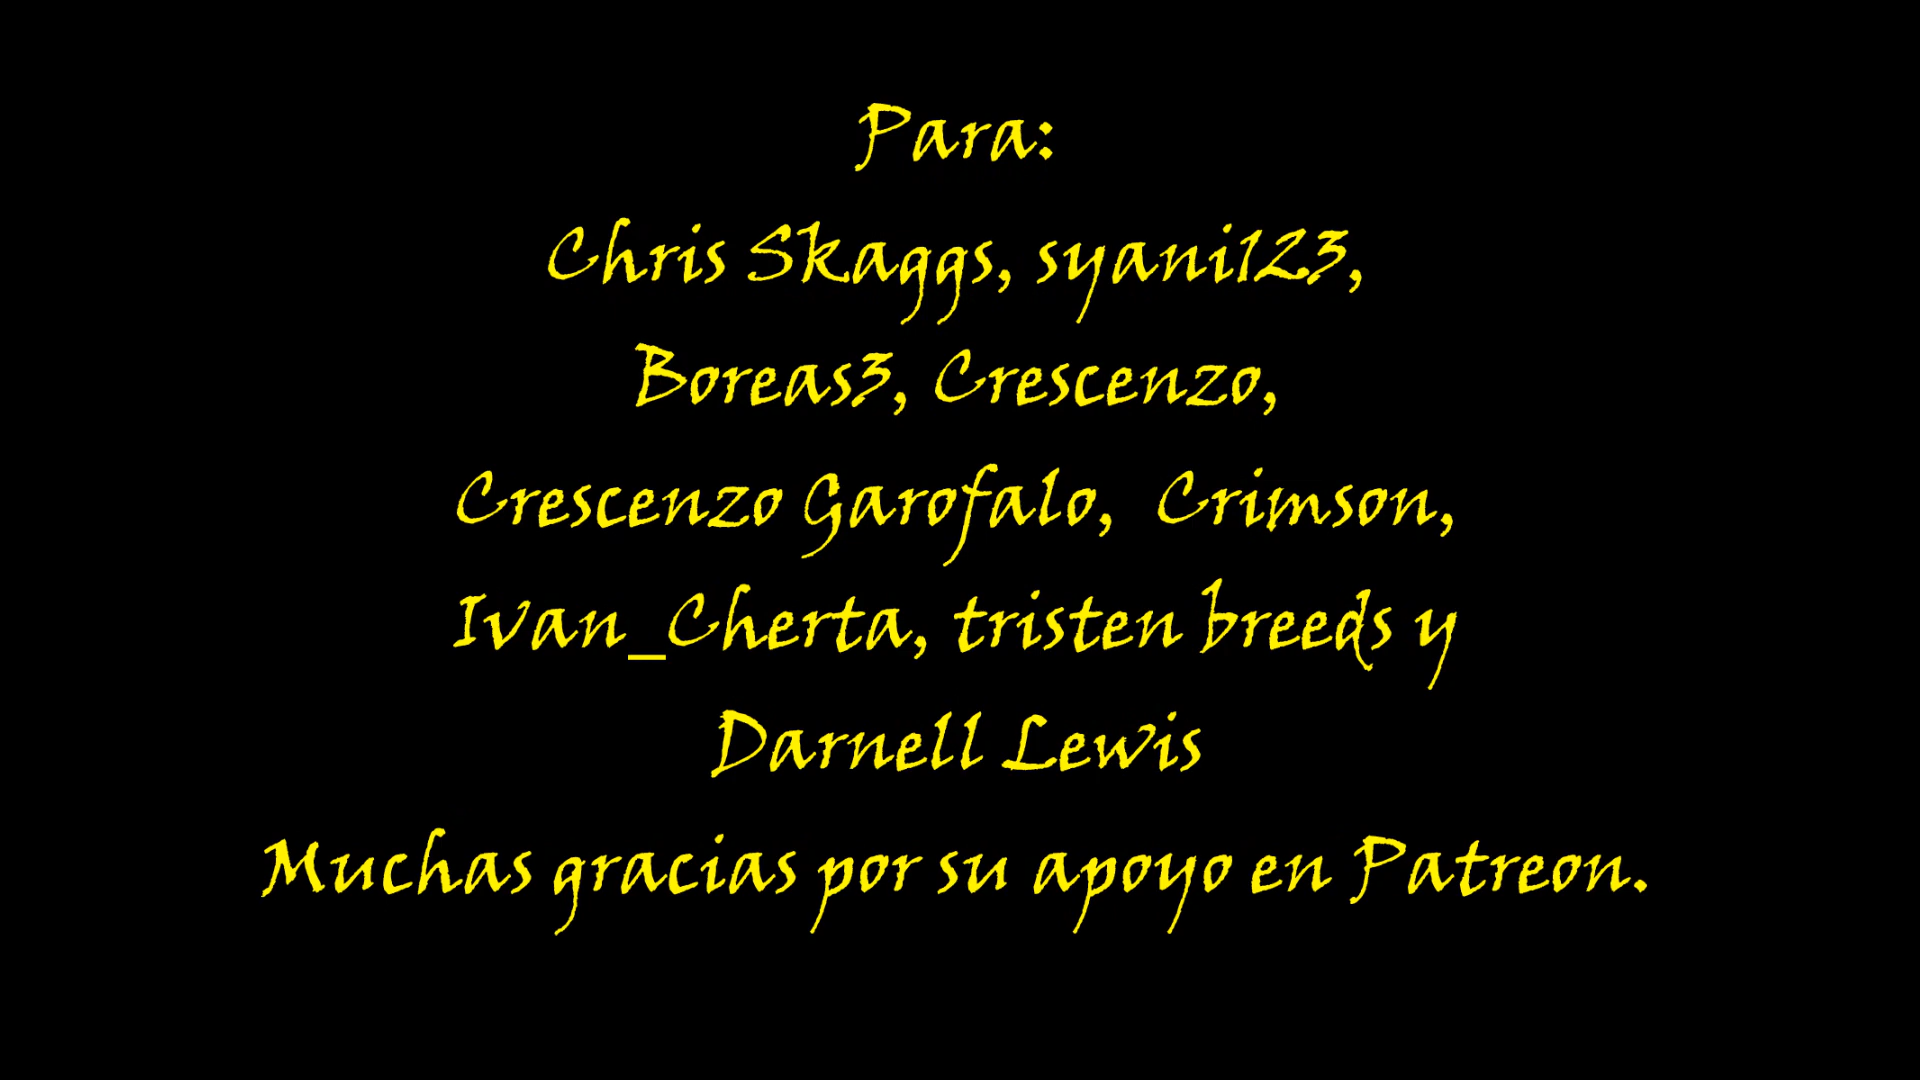 Para:
Chris Skaggs, syani123,
Boreas3, Crescenzo,
Crescenzo Garofalo,  Crimson,
Ivan_Cherta, tristen breeds y
Darnell Lewis
Muchas gracias por su apoyo en Patreon.